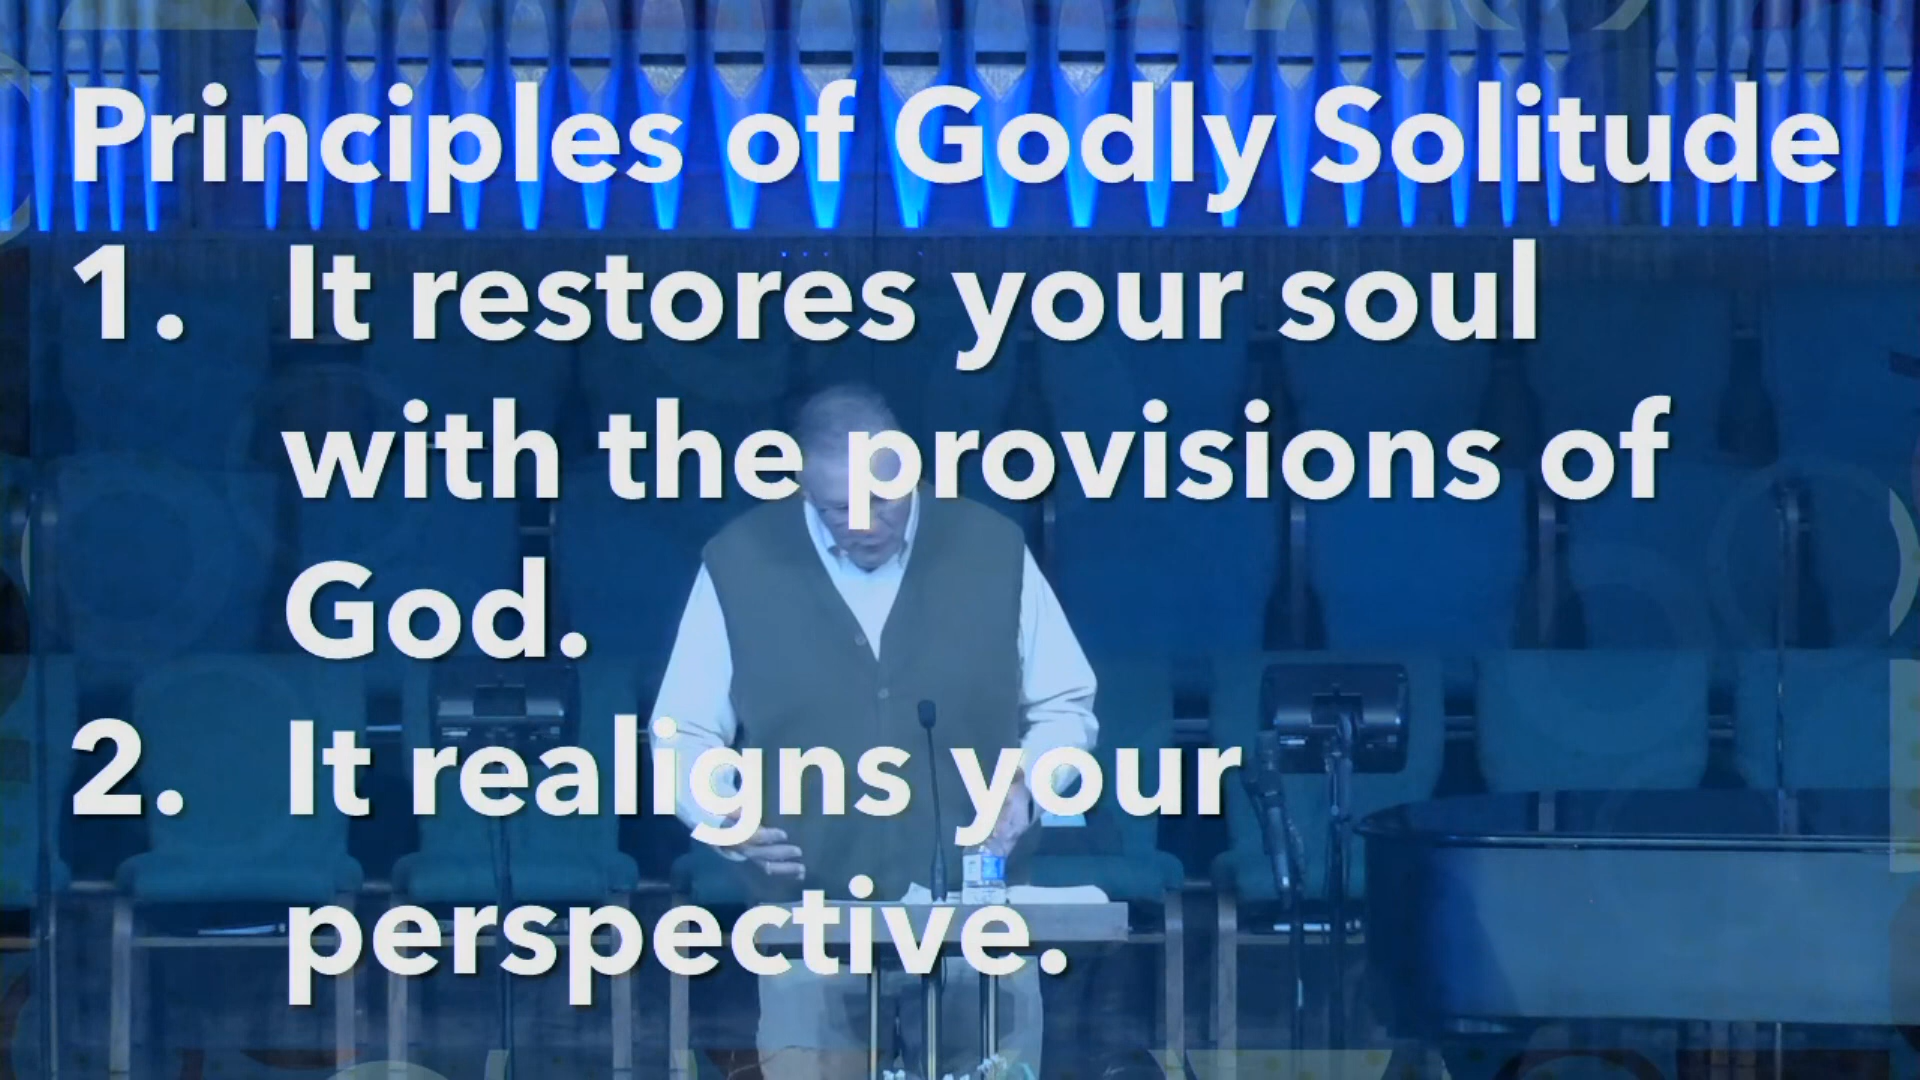 Principles of Godly Solitude
1. It restores your soul
with the provisions of
God.
2. It realigns your
perspective.